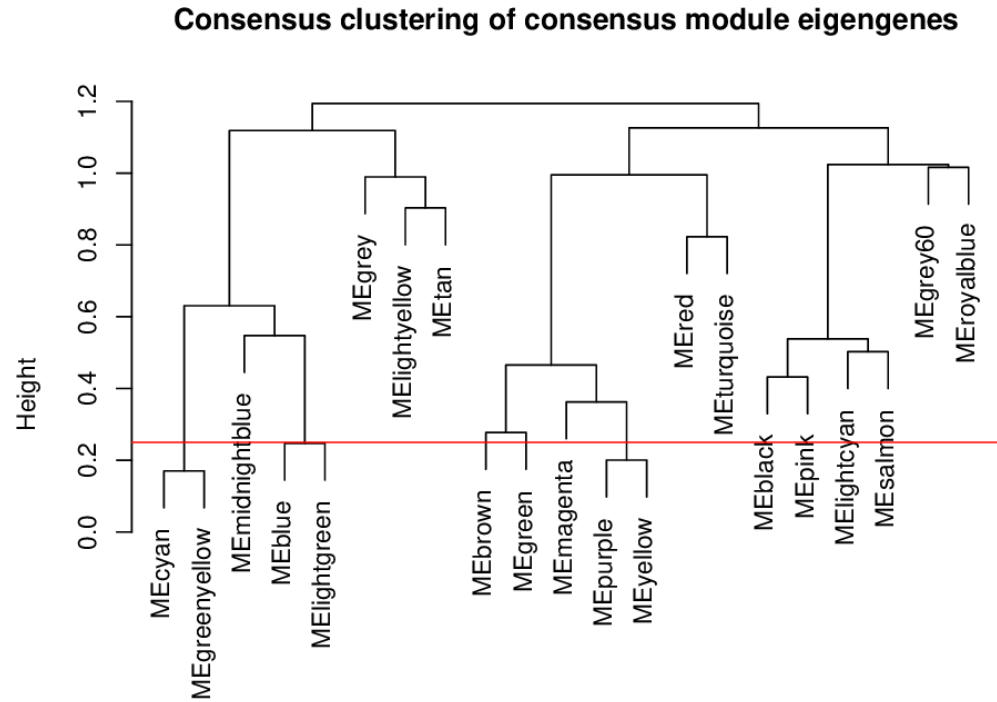 Consensus clustering of consensus module eigengenes
Height
1.2
1.0
0.8
0.6
0.4
0.2
0.0
MEcyan
MEgreenyellow
MEmidnightblue
MEblue
MElightgreen
MEgrey
MElightyellow
MEtan
MEbrown
MEgreen
MEmagenta
MEpurple
MEyellow
MEred
MEturquoise
MEblack
MEpink
MElightcyan
MEsalmon
MEgrey60
MEroyalblue